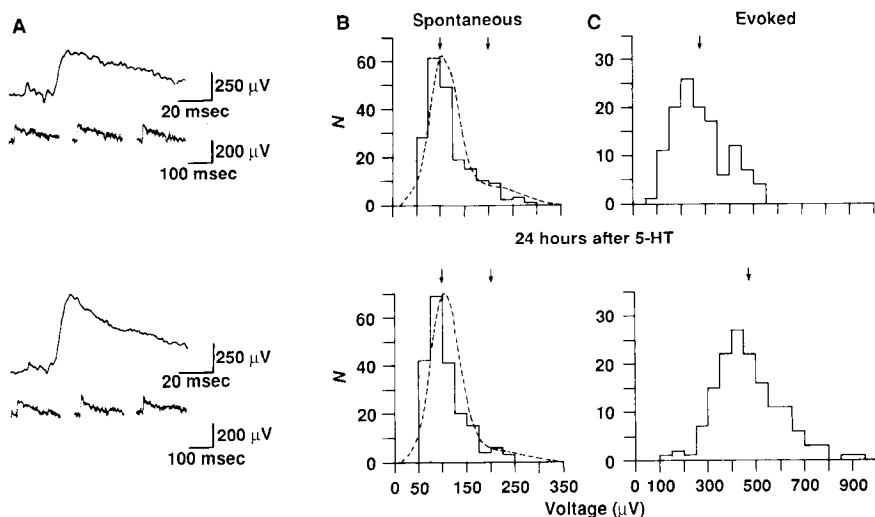 A
250 μV
20 msec
200 μV
100 msec
250 μV
20 msec
200 μV
100 msec
B
Spontaneous
60
40
20
0
N
C
Evoked
30
20
10
0
24 hours after 5-HT
60
40
20
0
N
0 50 150 250 350
30
20
10
0
0 100 300 500 700 900
Voltage (μV)